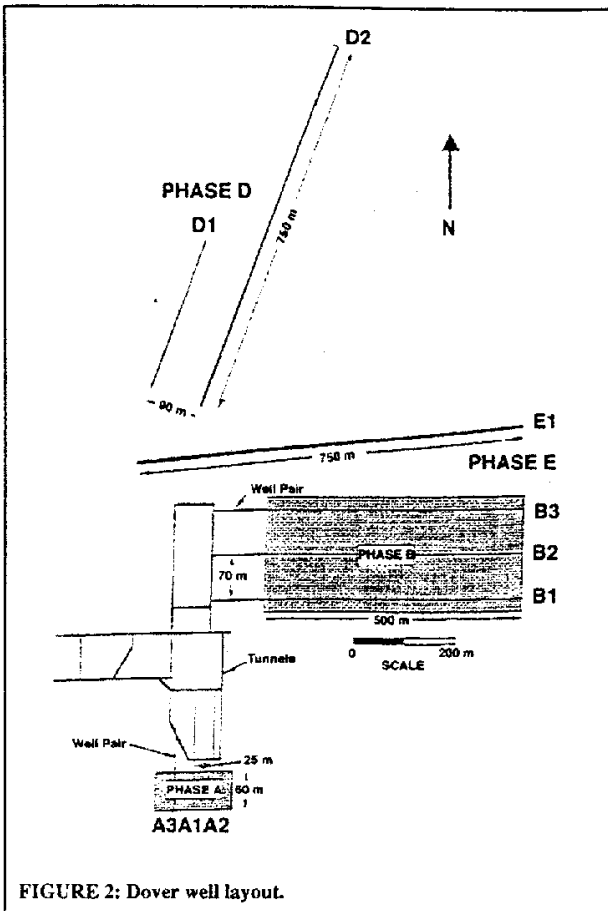 D2
PHASE D
D1
N
750 m
90 m
E1
750 m
PHASE E
Well Pair
B3
PHASE B
B2
70 m
B1
500 m
0 200 m
SCALE
Tunnels
Well Pair
25 m
PHASE A
60 m
A3A1A2
FIGURE 2: Dover well layout.